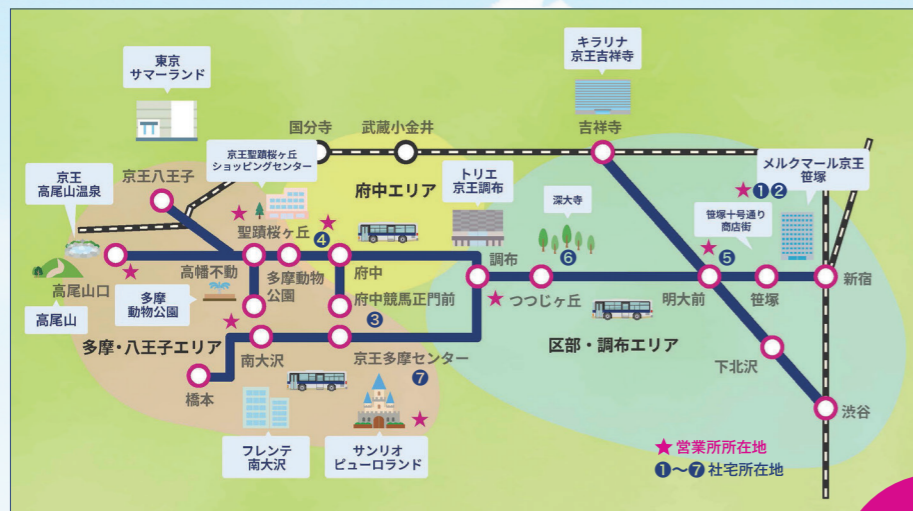 キラリナ
京王吉祥寺
東京
サマーランド
国分寺
武蔵小金井
吉祥寺
京王聖蹟桜ヶ丘
ショッピングセンター
メルクマール京王
笹塚
京王
高尾山温泉
京王八王子
府中エリア
トリエ
京王調布
深大寺
★❶❷
笹塚十号通り
商店街
聖蹟桜ヶ丘
❹
❻
❺
高尾山口
高幡不動
多摩動物
公園
府中
調布
つつじヶ丘
明大前
笹塚
新宿
高尾山
多摩
動物公園
府中競馬正門前
❸
多摩・八王子エリア
南大沢
京王多摩センター
❼
区部・調布エリア
下北沢
橋本
渋谷
フレンテ
南大沢
サンリオ
ピューロランド
★営業所所在地
❶〜❼社宅所在地